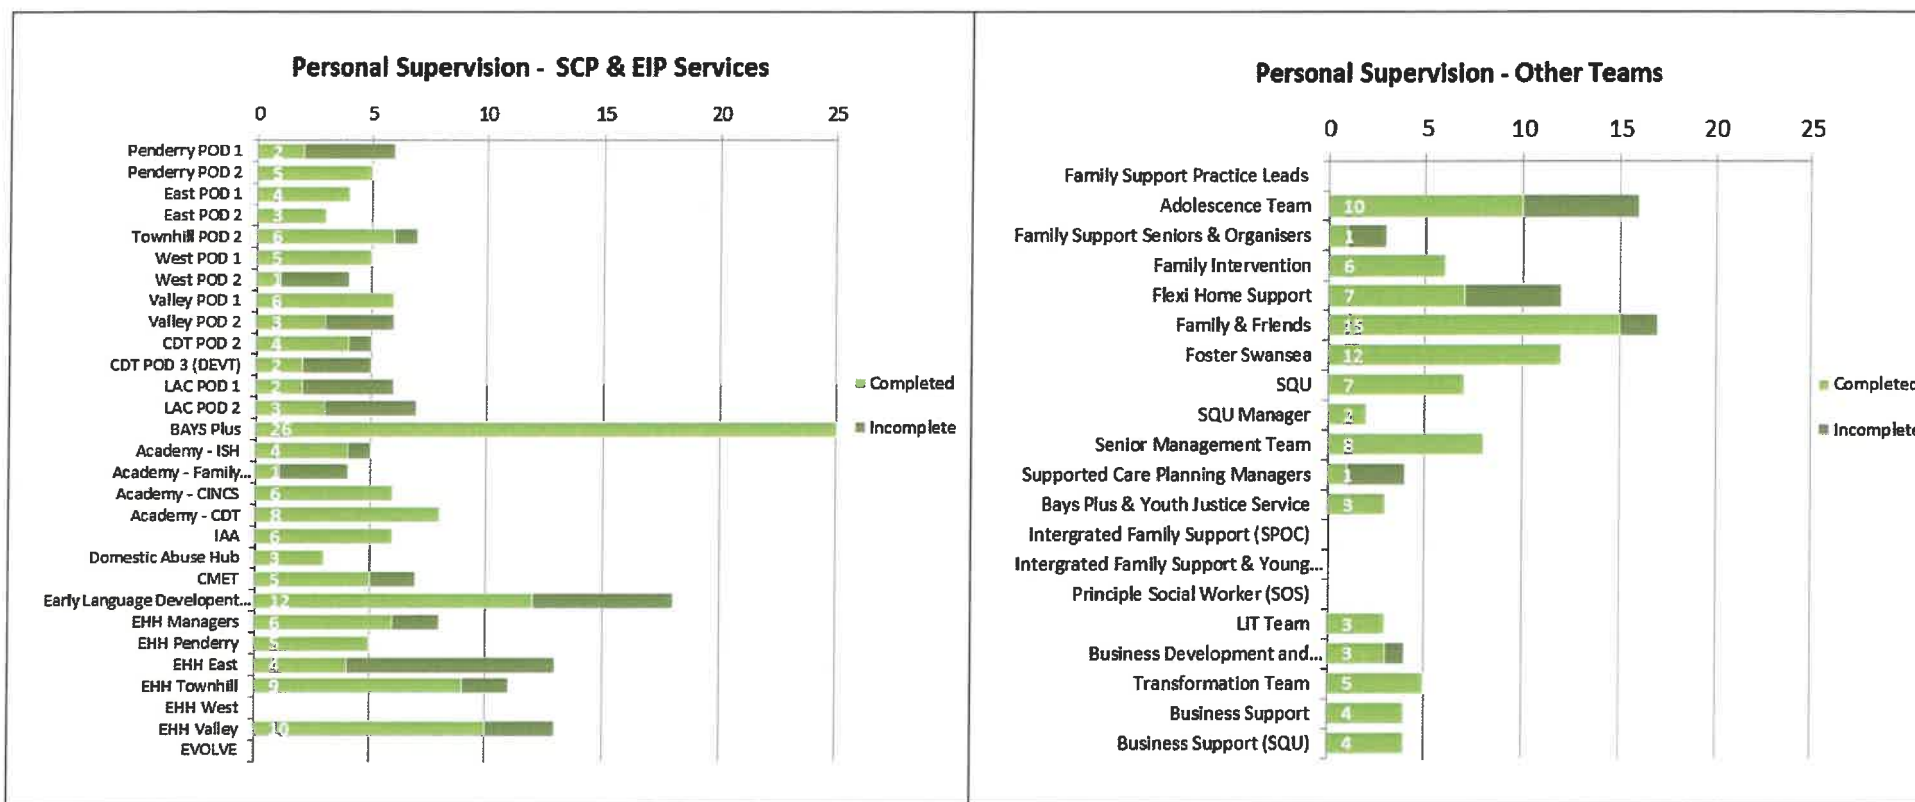 Personal Supervision - SCP & EIP Services
0 5 10 15 20 25
Penderry POD 1 2
Penderry POD 2 5
East POD 1 4
East POD 2 3
Townhill POD 2 6
West POD 1 5
West POD 2 1
Valley POD 1 6
Valley POD 2 3
CDT POD 2 4
CDT POD 3 (DEVT) 2
LAC POD 1 2
LAC POD 2 3
BAYS Plus 26
Academy - ISH 4
Academy - Family... 1
Academy - CINCS 6
Academy - CDT 8
IAA 6
Domestic Abuse Hub 3
CMET 5
Early Language Development... 12
EHH Managers 6
EHH Penderry 5
EHH East 4
EHH Townhill 9
EHH West
EHH Valley 10
EVOLVE
Completed
Incomplete
Personal Supervision - Other Teams
0 5 10 15 20 25
Family Support Practice Leads
Adolescence Team 10
Family Support Seniors & Organisers 1
Family Intervention 6
Flexi Home Support 7
Family & Friends 15
Foster Swansea 12
SQU 7
SQU Manager 2
Senior Management Team 8
Supported Care Planning Managers 1
Bays Plus & Youth Justice Service 3
Intergrated Family Support (SPOC)
Intergrated Family Support & Young...
Principle Social Worker (SOS)
LIT Team 3
Business Development and... 3
Transformation Team 5
Business Support 4
Business Support (SQU) 4
Completed
Incomplete